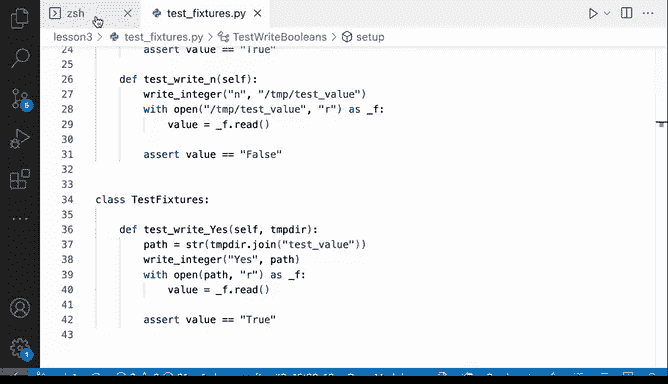 zsh
test_fixtures.py
lesson3 > test_fixtures.py > TestWriteBooleans > setup
24 assert value == "True"
25
26 def test_write_n(self):
27 write_integer("n", "/tmp/test_value")
28 with open("/tmp/test_value", "r") as _f:
29 value = _f.read()
30
31 assert value == "False"
32
33
34 class TestFixtures:
35
36 def test_write_Yes(self, tmpdir):
37 path = str(tmpdir.join("test_value"))
38 write_integer("Yes", path)
39 with open(path, "r") as _f:
40 value = _f.read()
41
42 assert value == "True"
43
6
1